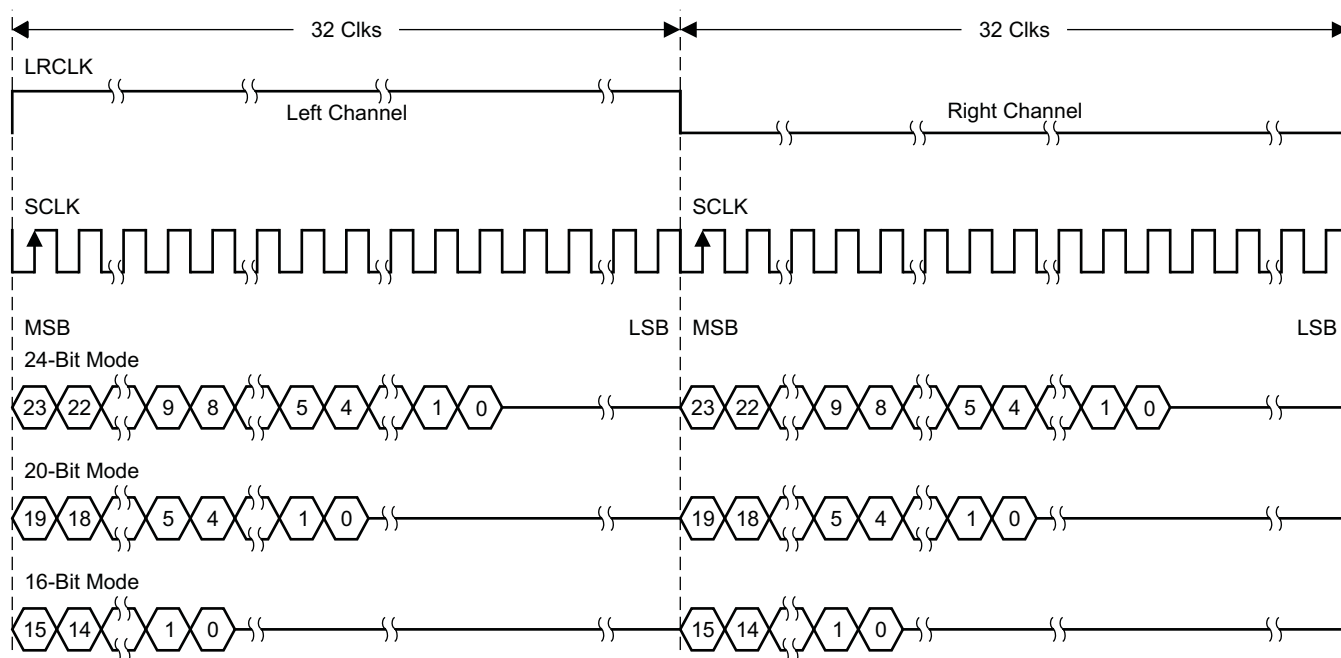 32 Clks 32 Clks
LRCLK
Left Channel Right Channel
SCLK SCLK
MSB LSB MSB LSB
24-Bit Mode
23 22 9 8 5 4 1 0 23 22 9 8 5 4 1 0
20-Bit Mode
19 18 5 4 1 0 19 18 5 4 1 0
16-Bit Mode
15 14 1 0 15 14 1 0